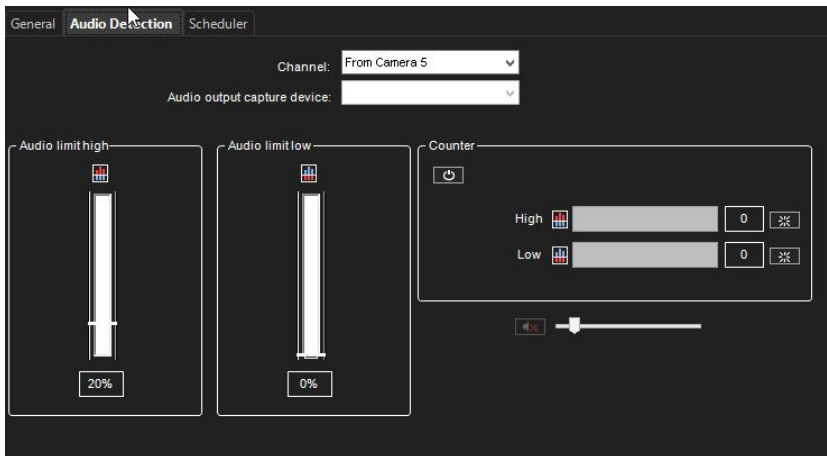 General Audio Detection Scheduler
Channel: From Camera 5
Audio output capture device:
Audio limit high
Audio limit low
Counter
High 0
Low 0
20%
0%